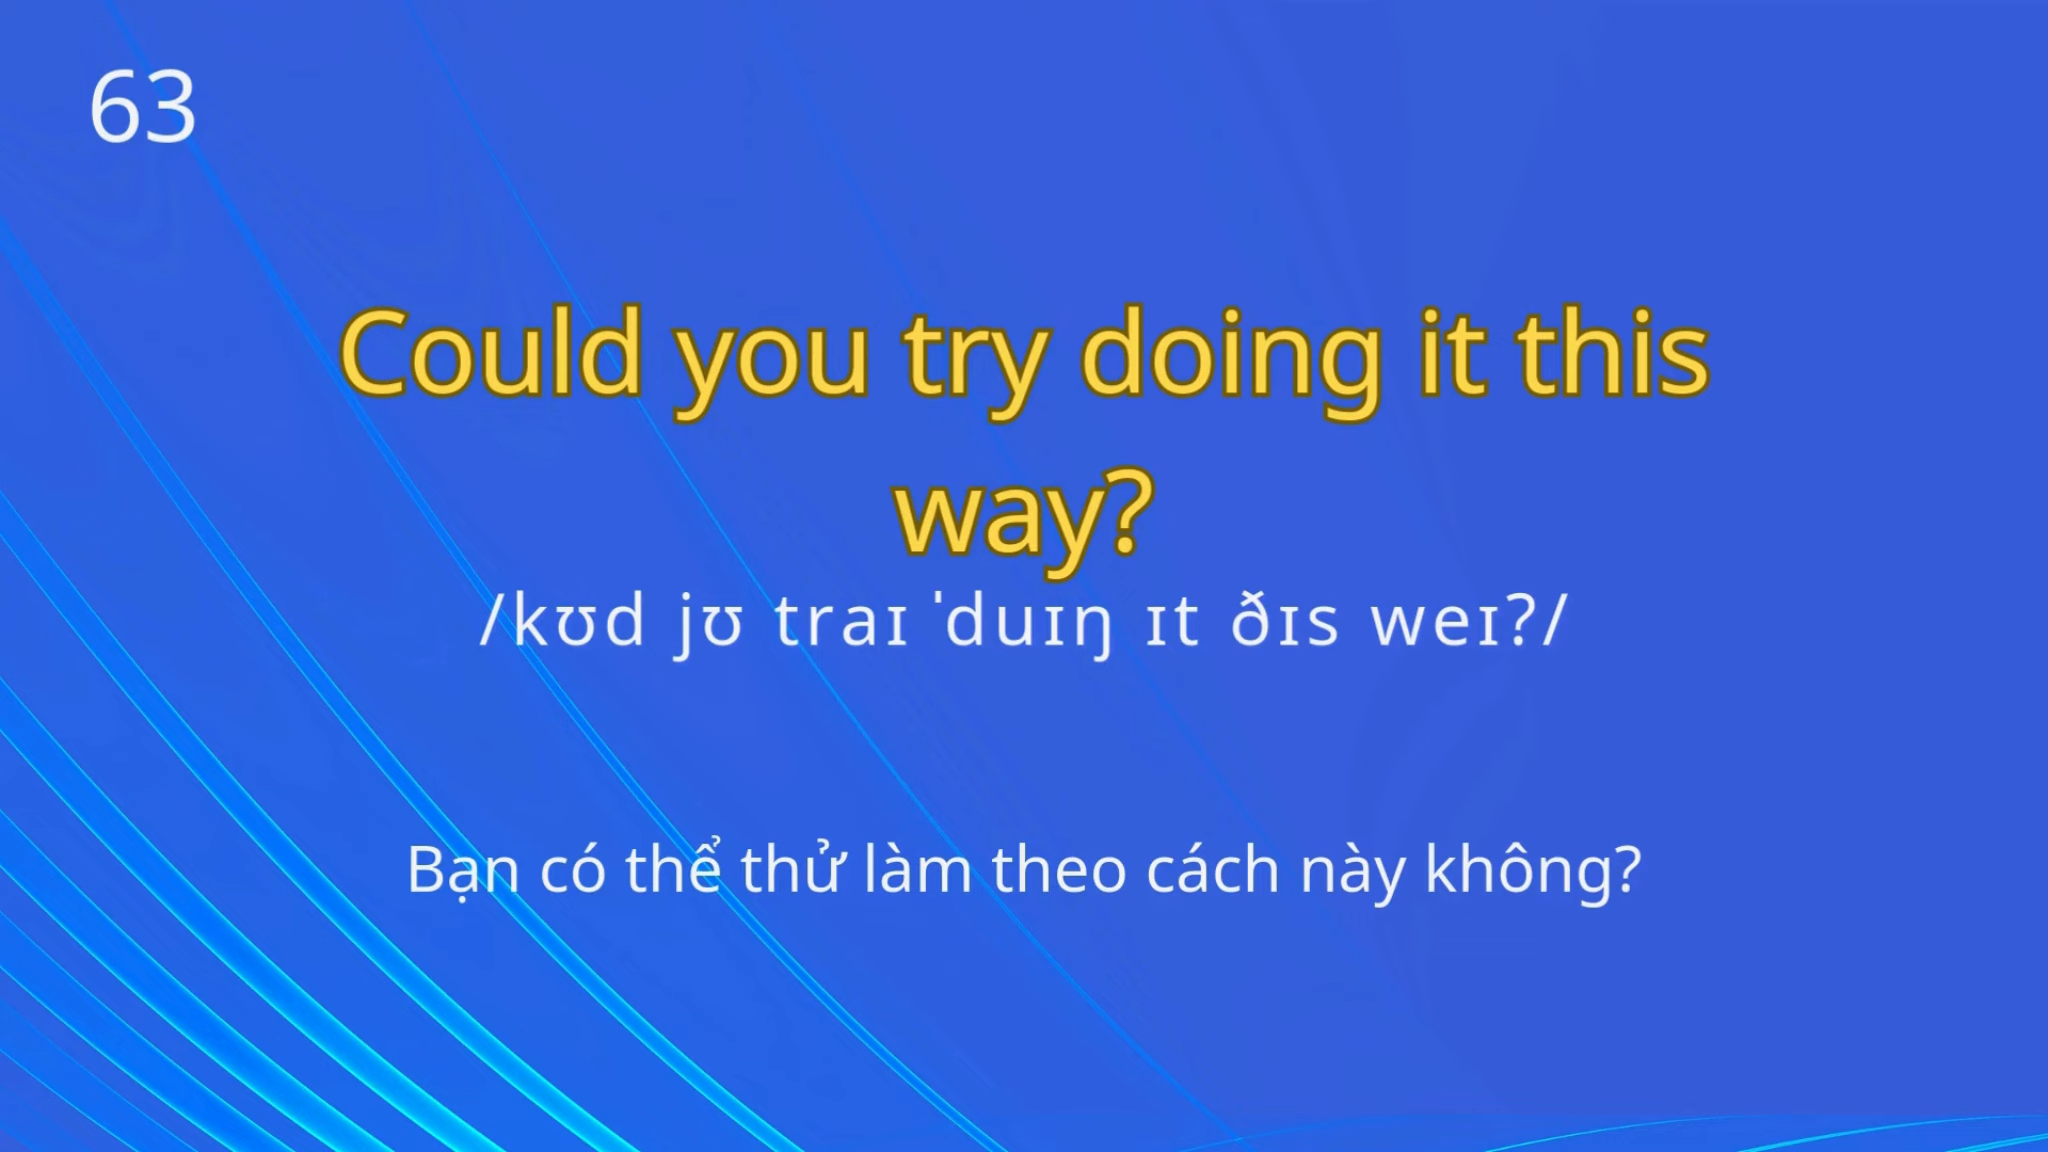 63
Could you try doing it this
way?
/kʊd jʊ traɪ ˈduɪŋ ɪt ðɪs weɪ?/
Bạn có thể thử làm theo cách này không?